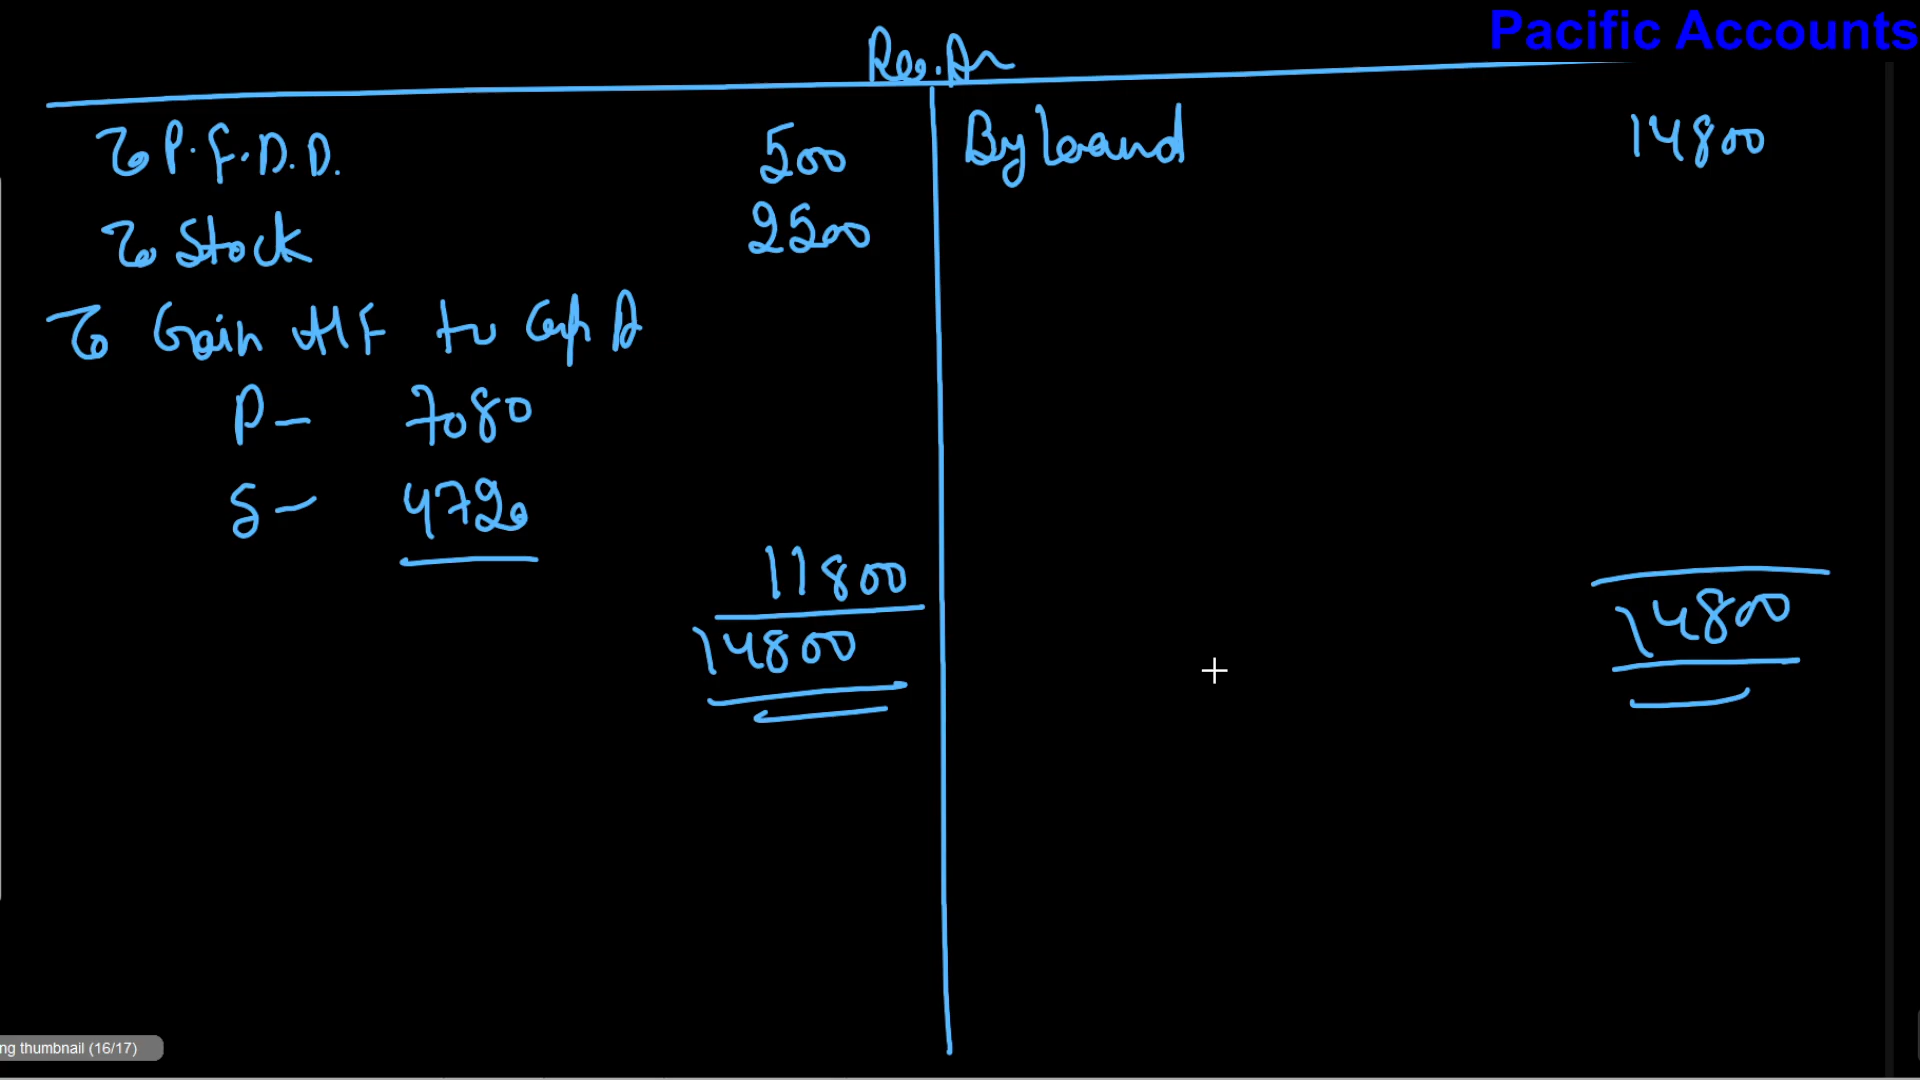 Pacific Accounts
Rev. A/c
To P.F.D.D. 500 By Land 14800
To Stock 2500
To Gain to Cap A
P - 7080
S - 4720
11800
14800 14800
ng thumbnail (16/17)